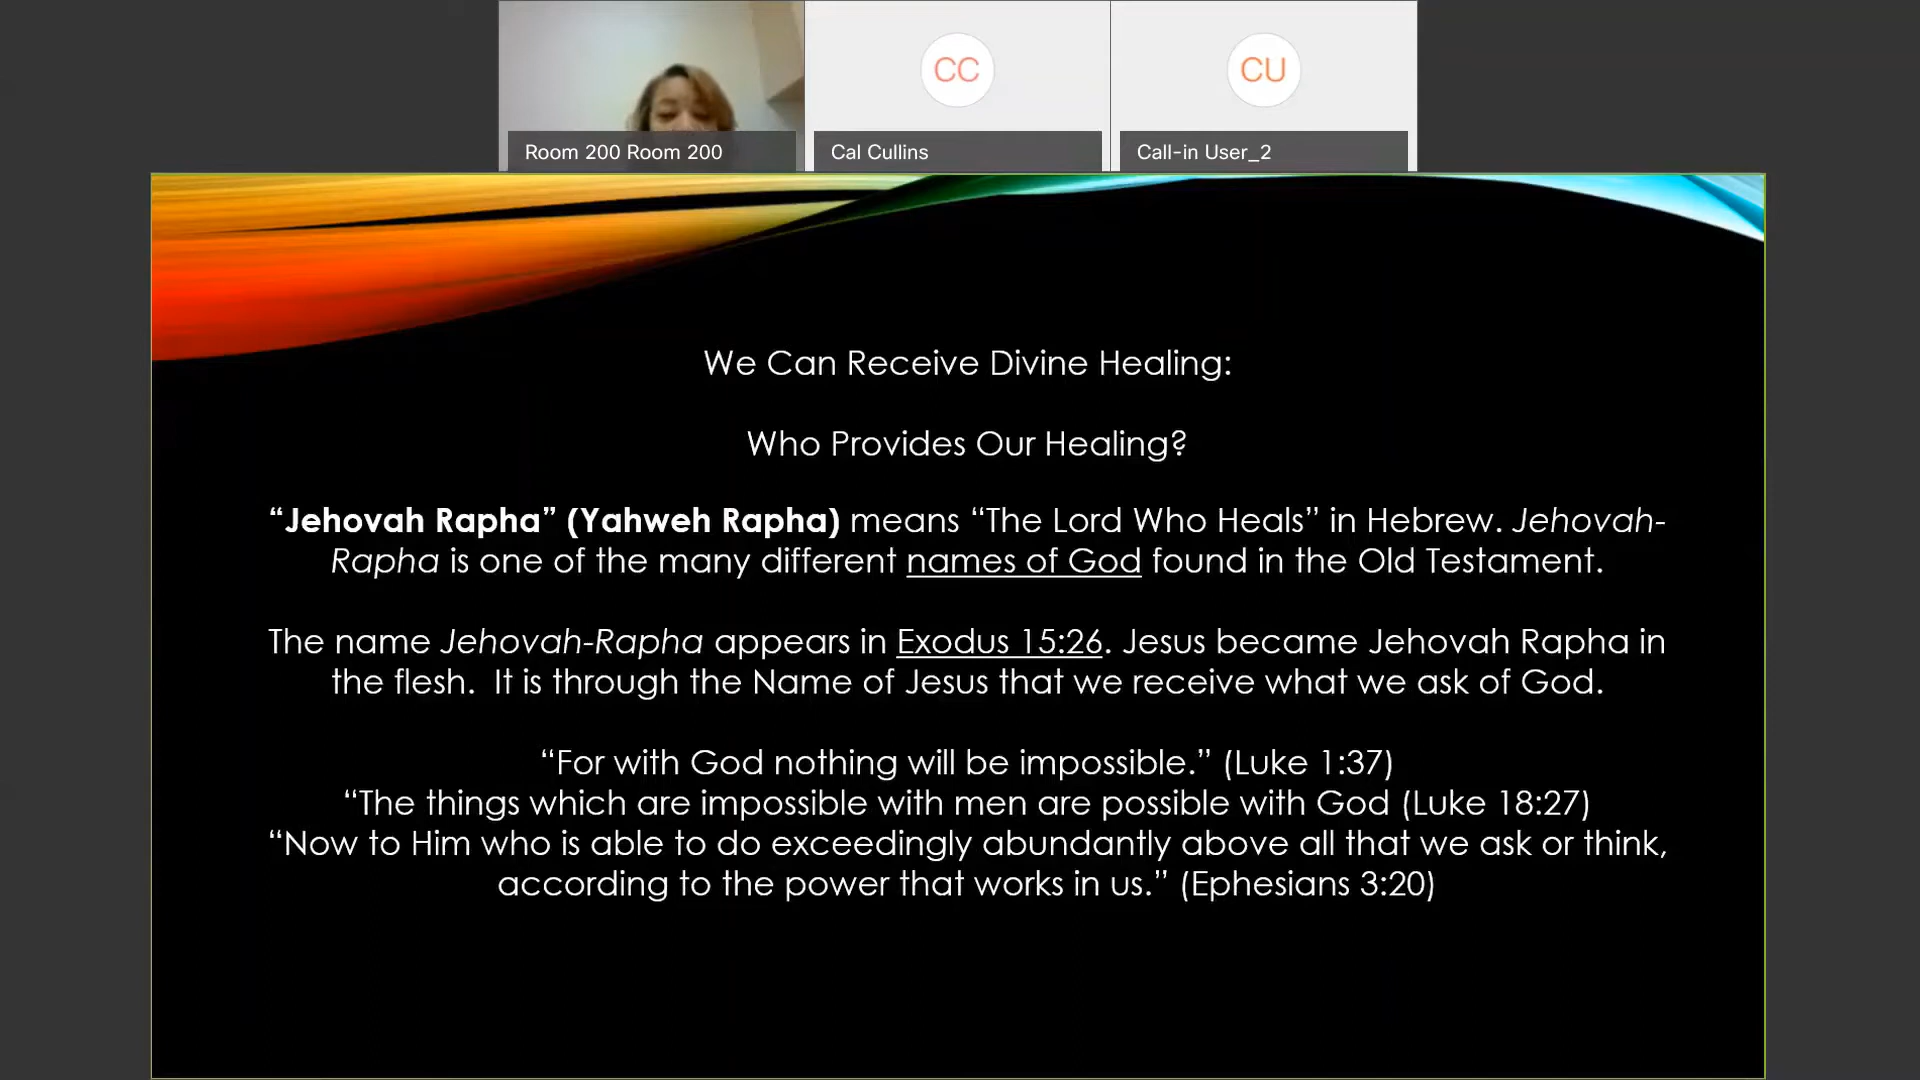 CC
CU
Room 200 Room 200
Cal Cullins
Call-in User_2
We Can Receive Divine Healing:
Who Provides Our Healing?
“Jehovah Rapha” (Yahweh Rapha) means “The Lord Who Heals” in Hebrew. Jehovah-
Rapha is one of the many different names of God found in the Old Testament.
The name Jehovah-Rapha appears in Exodus 15:26. Jesus became Jehovah Rapha in
the flesh.  It is through the Name of Jesus that we receive what we ask of God.
“For with God nothing will be impossible.” (Luke 1:37)
“The things which are impossible with men are possible with God (Luke 18:27)
“Now to Him who is able to do exceedingly abundantly above all that we ask or think,
according to the power that works in us.” (Ephesians 3:20)